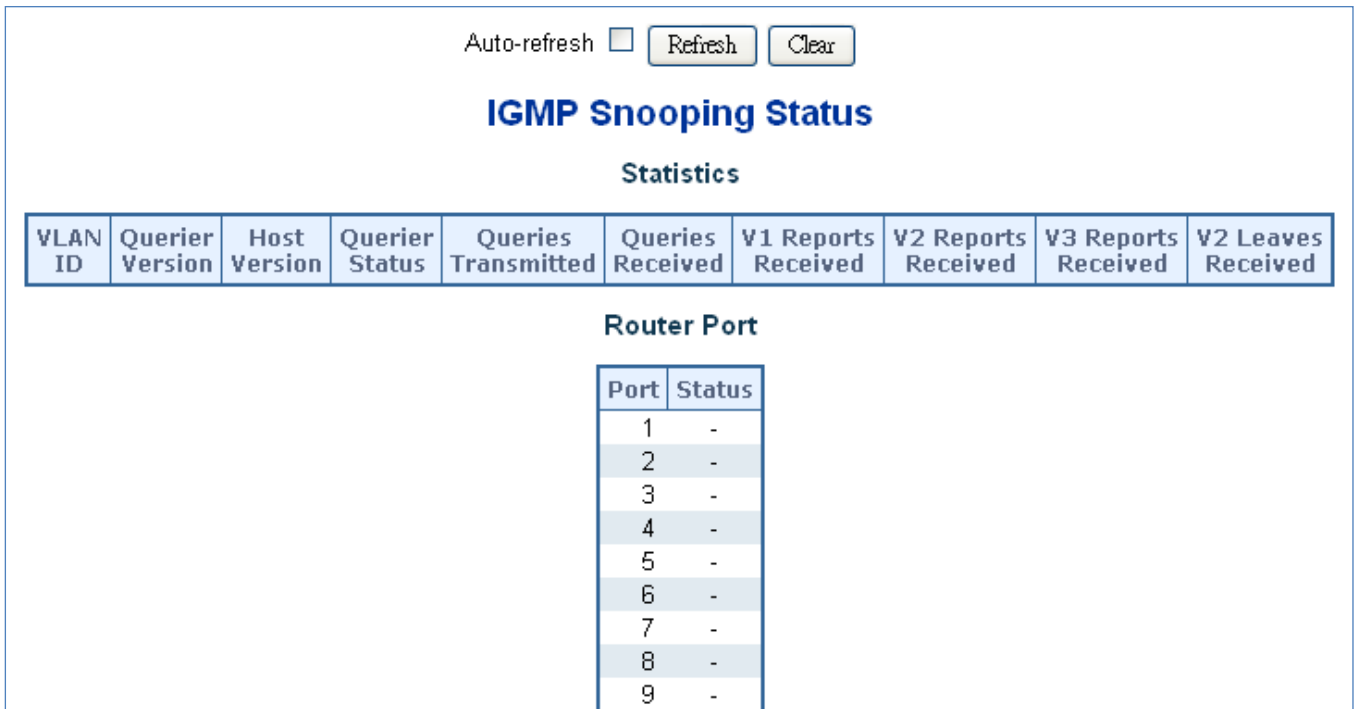 Auto-refresh Refresh Clear
IGMP Snooping Status
Statistics
VLAN ID Querier Version Host Version Querier Status Queries Transmitted Queries Received V1 Reports Received V2 Reports Received V3 Reports Received V2 Leaves Received
Router Port
Port Status
1 -
2 -
3 -
4 -
5 -
6 -
7 -
8 -
9 -